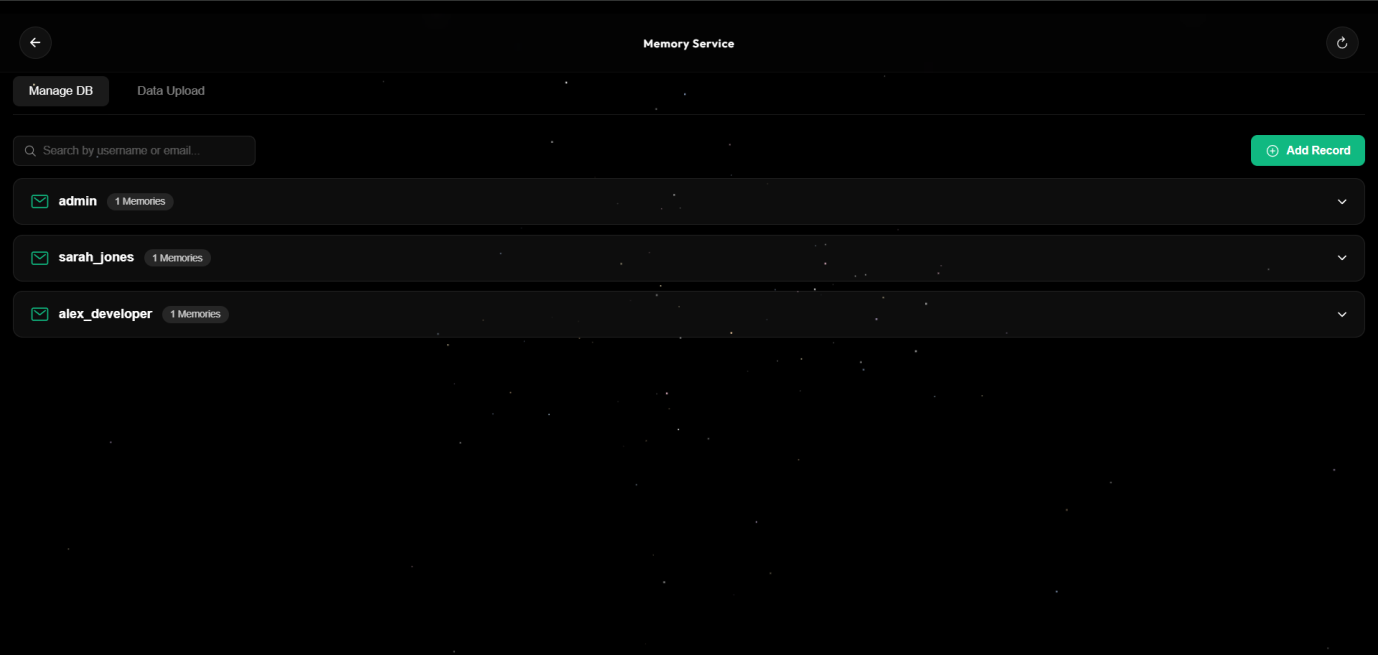 Memory Service
Manage DB
Data Upload
Search by username or email...
Add Record
admin
1 Memories
sarah_jones
1 Memories
alex_developer
1 Memories